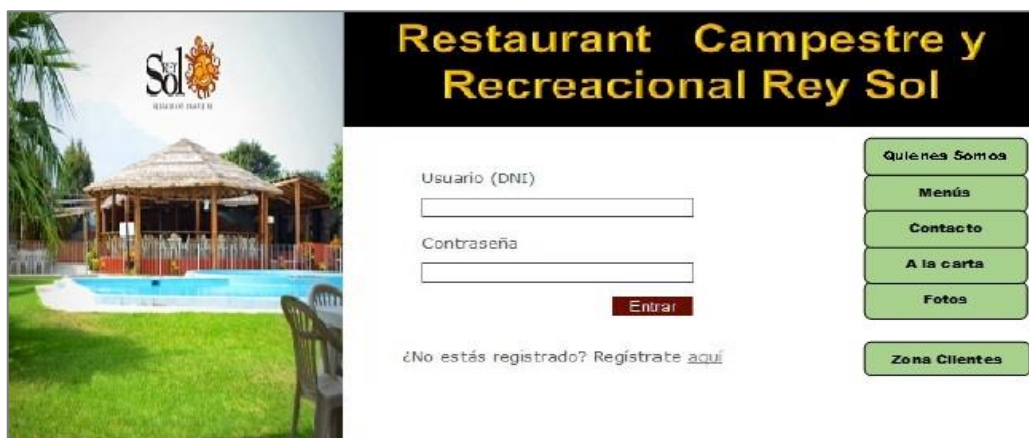 REY
Sol
Restaurant Campestre y
Recreacional Rey Sol
Usuario (DNI)
Contraseña
Entrar
¿No estás registrado? Regístrate aquí
Quienes Somos
Menús
Contacto
A la carta
Fotos
Zona Clientes